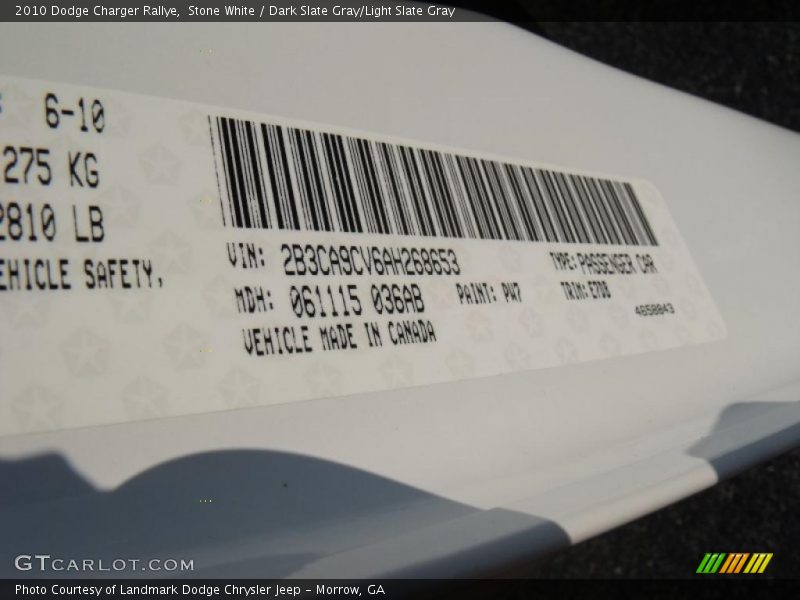 2010 Dodge Charger Rallye, Stone White / Dark Slate Gray/Light Slate Gray
6-10
275 KG
2810 LB
EHICLE SAFETY,
VIN: 2B3CA9CV6AH268653 TYPE: PASSENGER CAR
MDH: 061115 036AB PAINT: PW7 TRIM: E7DB
4658843
VEHICLE MADE IN CANADA
GTCARLOT.COM
Photo Courtesy of Landmark Dodge Chrysler Jeep - Morrow, GA